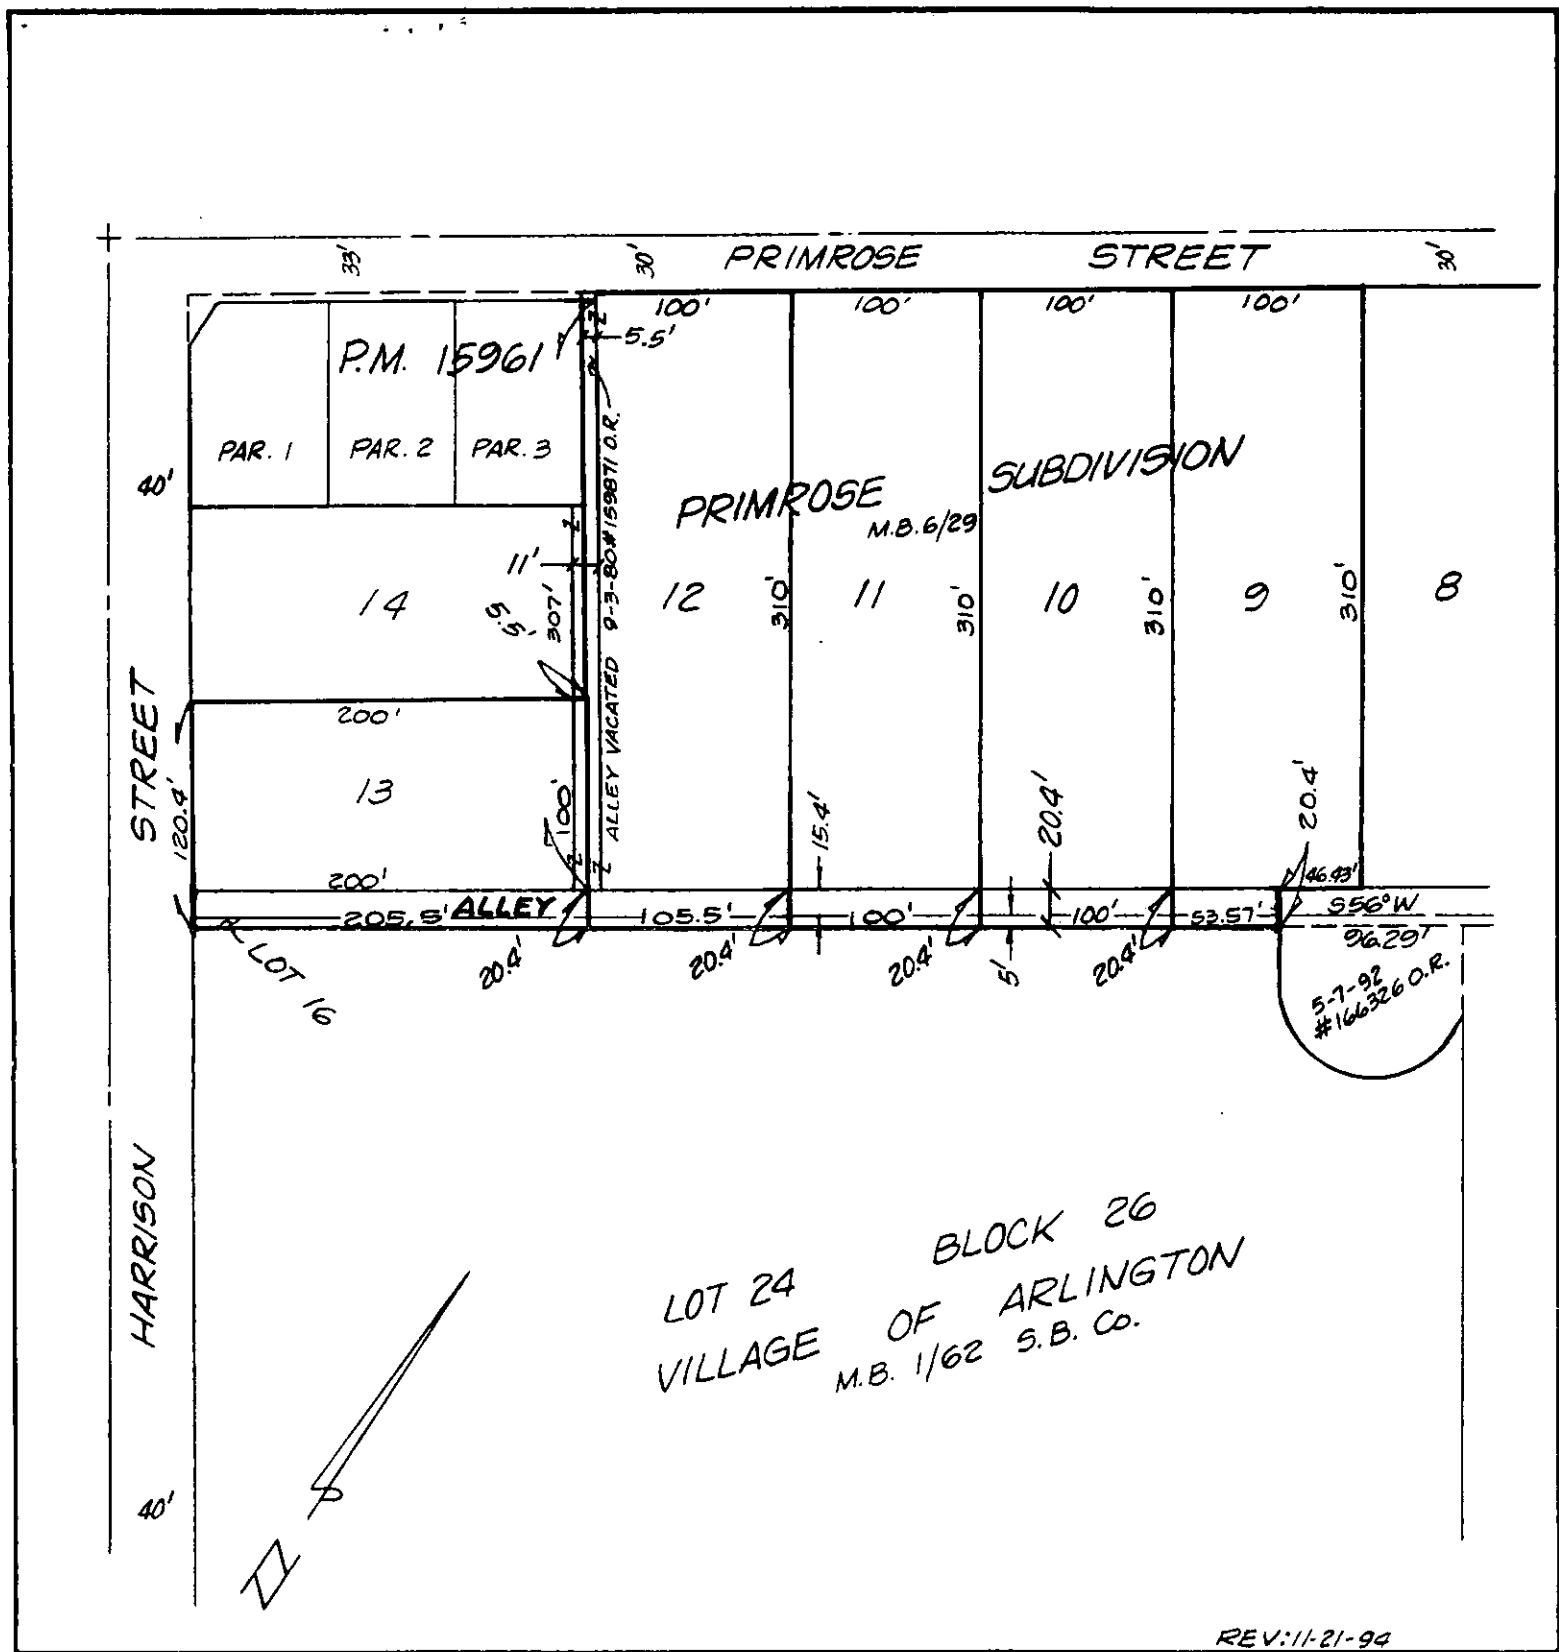 33'
30'
PRIMROSE STREET
30'
100'
100'
100'
100'
5.5'
P.M. 15961
PAR. 1
PAR. 2
PAR. 3
40'
ALLEY VACATED 9-3-80 #159871 O.R.
PRIMROSE SUBDIVISION
M.B. 6/29
11'
5.5'
307'
14
12
310'
11
310'
10
310'
9
310'
8
200'
13
100'
STREET
120.4'
200'
15.4'
20.4'
20.4'
46.43'
205.5'
ALLEY
105.5'
100'
100'
53.57'
S56°W
96.29'
LOT 16
20.4'
20.4'
20.4'
5'
20.4'
5-7-92
#166326 O.R.
HARRISON
BLOCK 26
LOT 24
VILLAGE OF ARLINGTON
M.B. 1/62 S.B. Co.
40'
N
REV: 11-21-94